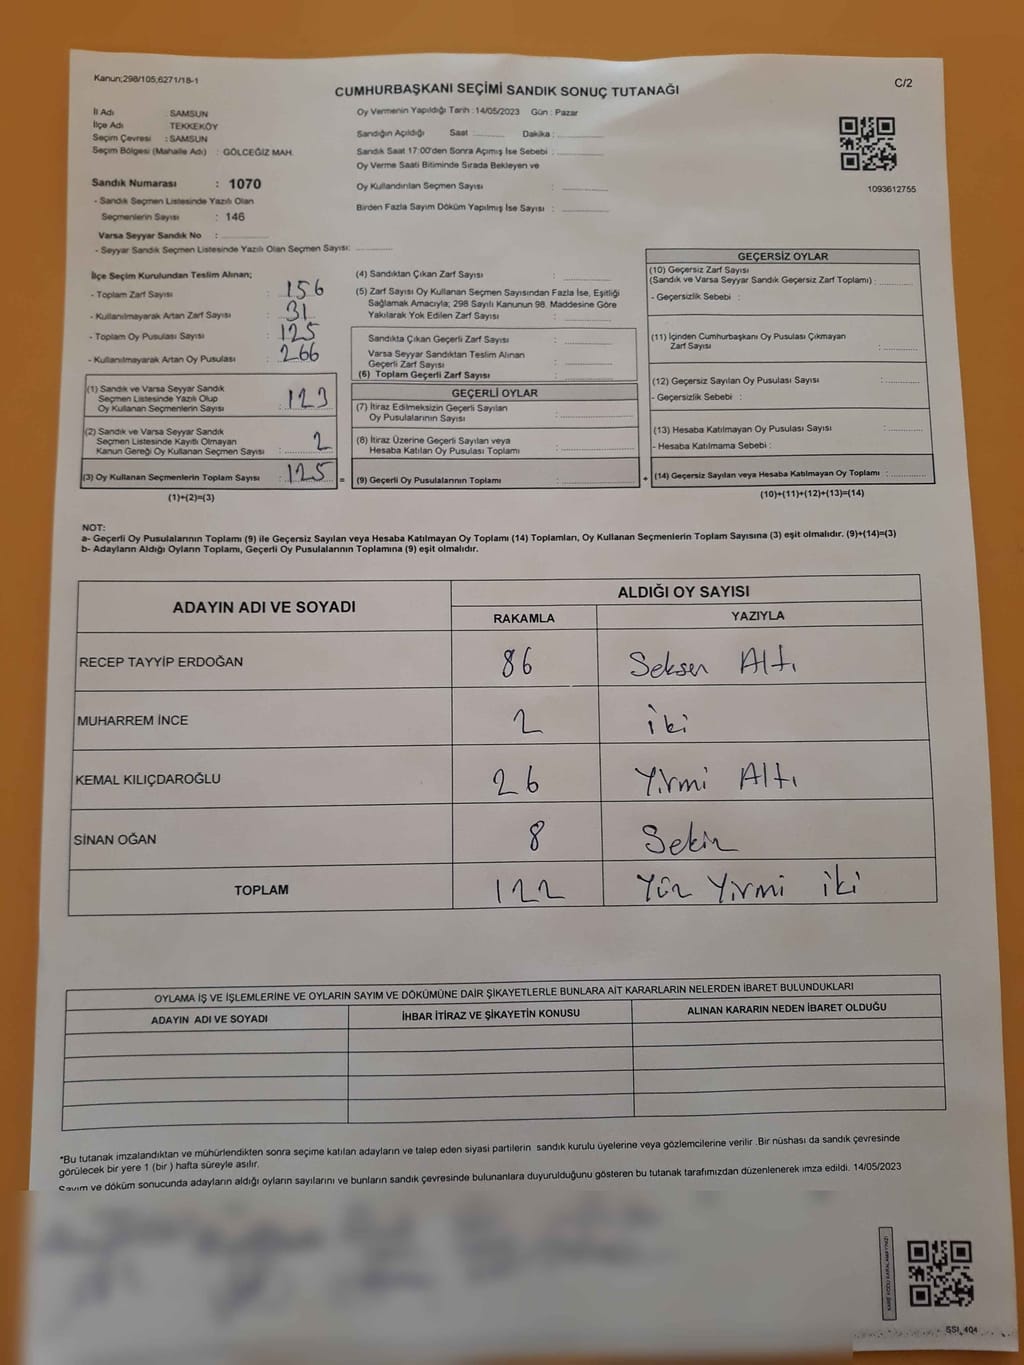 Kanun;298/105;6271/18-1
CUMHURBAŞKANI SEÇİMİ SANDIK SONUÇ TUTANAĞI
C/2
İl Adı : SAMSUN
İlçe Adı : TEKKEKÖY
Seçim Çevresi : SAMSUN
Seçim Bölgesi (Mahalle Adı) : GÖLCEĞİZ MAH.
Oy Vermenin Yapıldığı Tarih : 14/05/2023 Gün : Pazar
Sandığın Açıldığı Saat ........... Dakika : ...........
Sandık Saat 17:00'den Sonra Açımış İse Sebebi : ...........
Oy Verme Saati Bitiminde Sırada Bekleyen ve
Oy Kullandırılan Seçmen Sayısı : ...........
Birden Fazla Sayım Döküm Yapılmış İse Sayısı : ...........
1093612755
Sandık Numarası : 1070
- Sandık Seçmen Listesinde Yazılı Olan
Seçmenlerin Sayısı : 146
Varsa Seyyar Sandık No : ...........
- Seyyar Sandık Seçmen Listesinde Yazılı Olan Seçmen Sayısı: ...........
İlçe Seçim Kurulundan Teslim Alınan;
- Toplam Zarf Sayısı : 156
- Kullanılmayarak Artan Zarf Sayısı : 31
- Toplam Oy Pusulası Sayısı : 125
- Kullanılmayarak Artan Oy Pusulası : 266
(1) Sandık ve Varsa Seyyar Sandık
Seçmen Listesinde Yazılı Olup
Oy Kullanan Seçmenlerin Sayısı : 123
(2) Sandık ve Varsa Seyyar Sandık
Seçmen Listesinde Kayıtlı Olmayan
Kanun Gereği Oy Kullanan Seçmen Sayısı : 2
(3) Oy Kullanan Seçmenlerin Toplam Sayısı : 125 =
(1)+(2)=(3)
(4) Sandıktan Çıkan Zarf Sayısı : ...........
(5) Zarf Sayısı Oy Kullanan Seçmen Sayısından Fazla İse, Eşitliği
Sağlamak Amacıyla; 298 Sayılı Kanunun 98. Maddesine Göre
Yakılarak Yok Edilen Zarf Sayısı : ...........
Sandıkta Çıkan Geçerli Zarf Sayısı : ...........
Varsa Seyyar Sandıktan Teslim Alınan
Geçerli Zarf Sayısı : ...........
(6) Toplam Geçerli Zarf Sayısı : ...........
GEÇERLİ OYLAR
(7) İtiraz Edilmeksizin Geçerli Sayılan
Oy Pusulalarının Sayısı : ...........
(8) İtiraz Üzerine Geçerli Sayılan veya
Hesaba Katılan Oy Pusulası Toplamı : ...........
(9) Geçerli Oy Pusulalarının Toplamı : ........... +
GEÇERSİZ OYLAR
(10) Geçersiz Zarf Sayısı
(Sandık ve Varsa Seyyar Sandık Geçersiz Zarf Toplamı) : ...........
- Geçersizlik Sebebi :
(11) İçinden Cumhurbaşkanı Oy Pusulası Çıkmayan
Zarf Sayısı : ...........
(12) Geçersiz Sayılan Oy Pusulası Sayısı : ...........
- Geçersizlik Sebebi :
(13) Hesaba Katılmayan Oy Pusulası Sayısı : ...........
- Hesaba Katılmama Sebebi :
(14) Geçersiz Sayılan veya Hesaba Katılmayan Oy Toplamı : ...........
(10)+(11)+(12)+(13)=(14)
NOT:
a- Geçerli Oy Pusulalarının Toplamı (9) ile Geçersiz Sayılan veya Hesaba Katılmayan Oy Toplamı (14) Toplamları, Oy Kullanan Seçmenlerin Toplam Sayısına (3) eşit olmalıdır. (9)+(14)=(3)
b- Adayların Aldığı Oyların Toplamı, Geçerli Oy Pusulalarının Toplamına (9) eşit olmalıdır.
ADAYIN ADI VE SOYADI
ALDIĞI OY SAYISI
RAKAMLA YAZIYLA
RECEP TAYYİP ERDOĞAN 86 Seksen Altı
MUHARREM İNCE 2 iki
KEMAL KILIÇDAROĞLU 26 Yirmi Altı
SİNAN OĞAN 8 Sekiz
TOPLAM 122 Yüz Yirmi iki
OYLAMA İŞ VE İŞLEMLERİNE VE OYLARIN SAYIM VE DÖKÜMÜNE DAİR ŞİKAYETLERLE BUNLARA AİT KARARLARIN NELERDEN İBARET BULUNDUKLARI
ADAYIN ADI VE SOYADI İHBAR İTİRAZ VE ŞİKAYETİN KONUSU ALINAN KARARIN NEDEN İBARET OLDUĞU
*Bu tutanak imzalandıktan ve mühürlendikten sonra seçime katılan adayların ve talep eden siyasi partilerin sandık kurulu üyelerine veya gözlemcilerine verilir .Bir nüshası da sandık çevresinde
görülecek bir yere 1 (bir ) hafta süreyle asılır.
Sayım ve döküm sonucunda adayların aldığı oyların sayılarını ve bunların sandık çevresinde bulunanlara duyurulduğunu gösteren bu tutanak tarafımızdan düzenlenerek imza edildi. 14/05/2023
KARE KODU KARALAMAYINIZ!
SSI_404